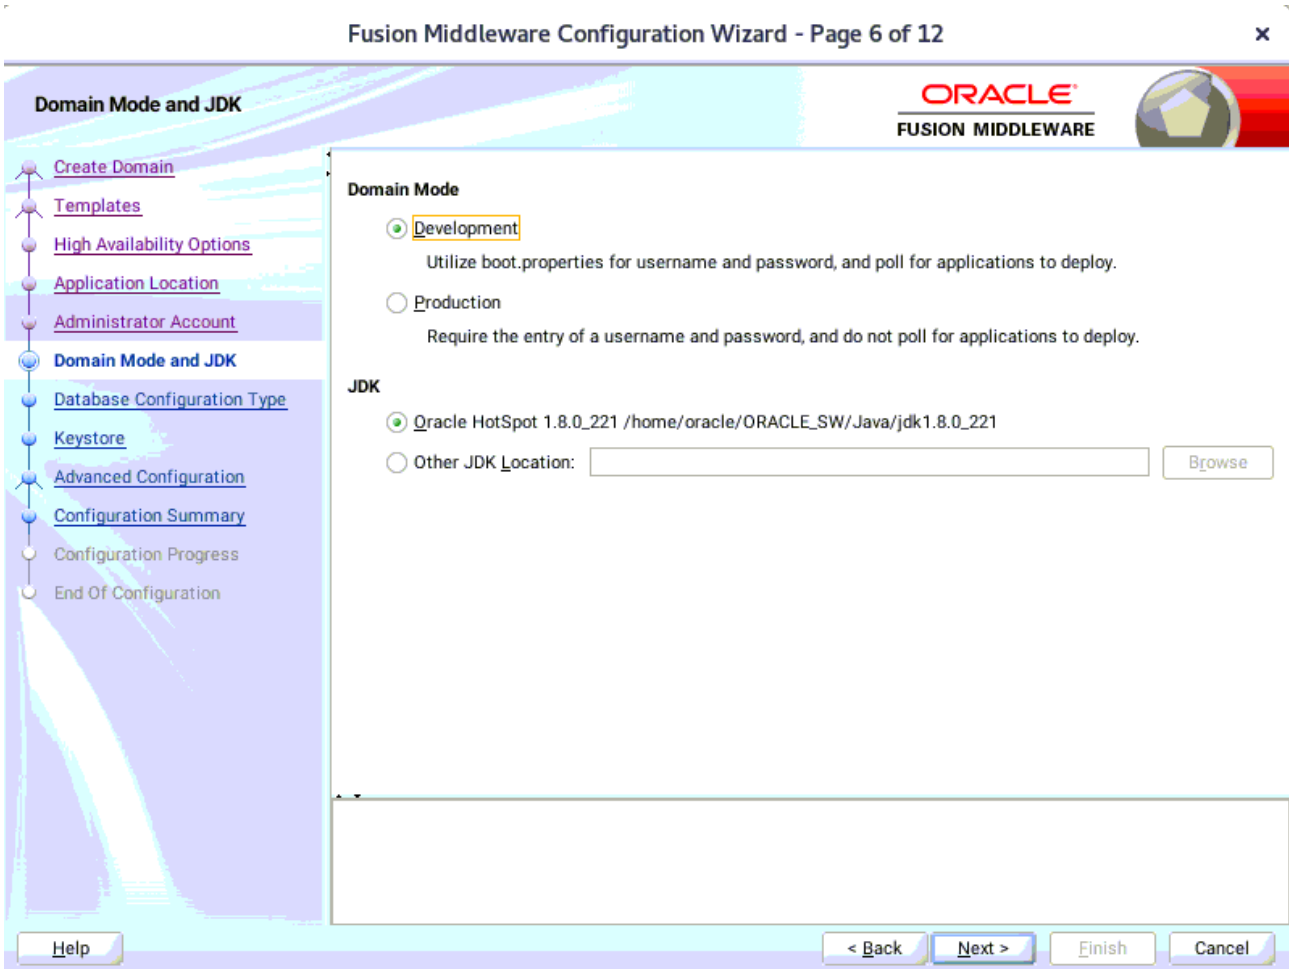 Fusion Middleware Configuration Wizard - Page 6 of 12
Domain Mode and JDK
ORACLE
FUSION MIDDLEWARE
Create Domain
Templates
High Availability Options
Application Location
Administrator Account
Domain Mode and JDK
Database Configuration Type
Keystore
Advanced Configuration
Configuration Summary
Configuration Progress
End Of Configuration
Domain Mode
Development
Utilize boot.properties for username and password, and poll for applications to deploy.
Production
Require the entry of a username and password, and do not poll for applications to deploy.
JDK
Oracle HotSpot 1.8.0_221 /home/oracle/ORACLE_SW/Java/jdk1.8.0_221
Other JDK Location: Browse
Help < Back Next > Finish Cancel